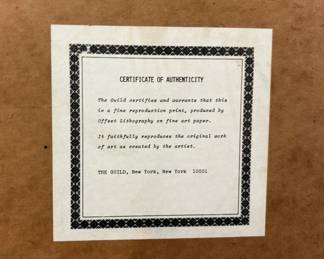 CERTIFICATE OF AUTHENTICITY
The Guild certifies and warrants that this
is a fine reproduction print, produced by
Offset Lithography on fine art paper.
It faithfully reproduces the original work
of art as created by the artist.
THE GUILD, New York, New York 10001